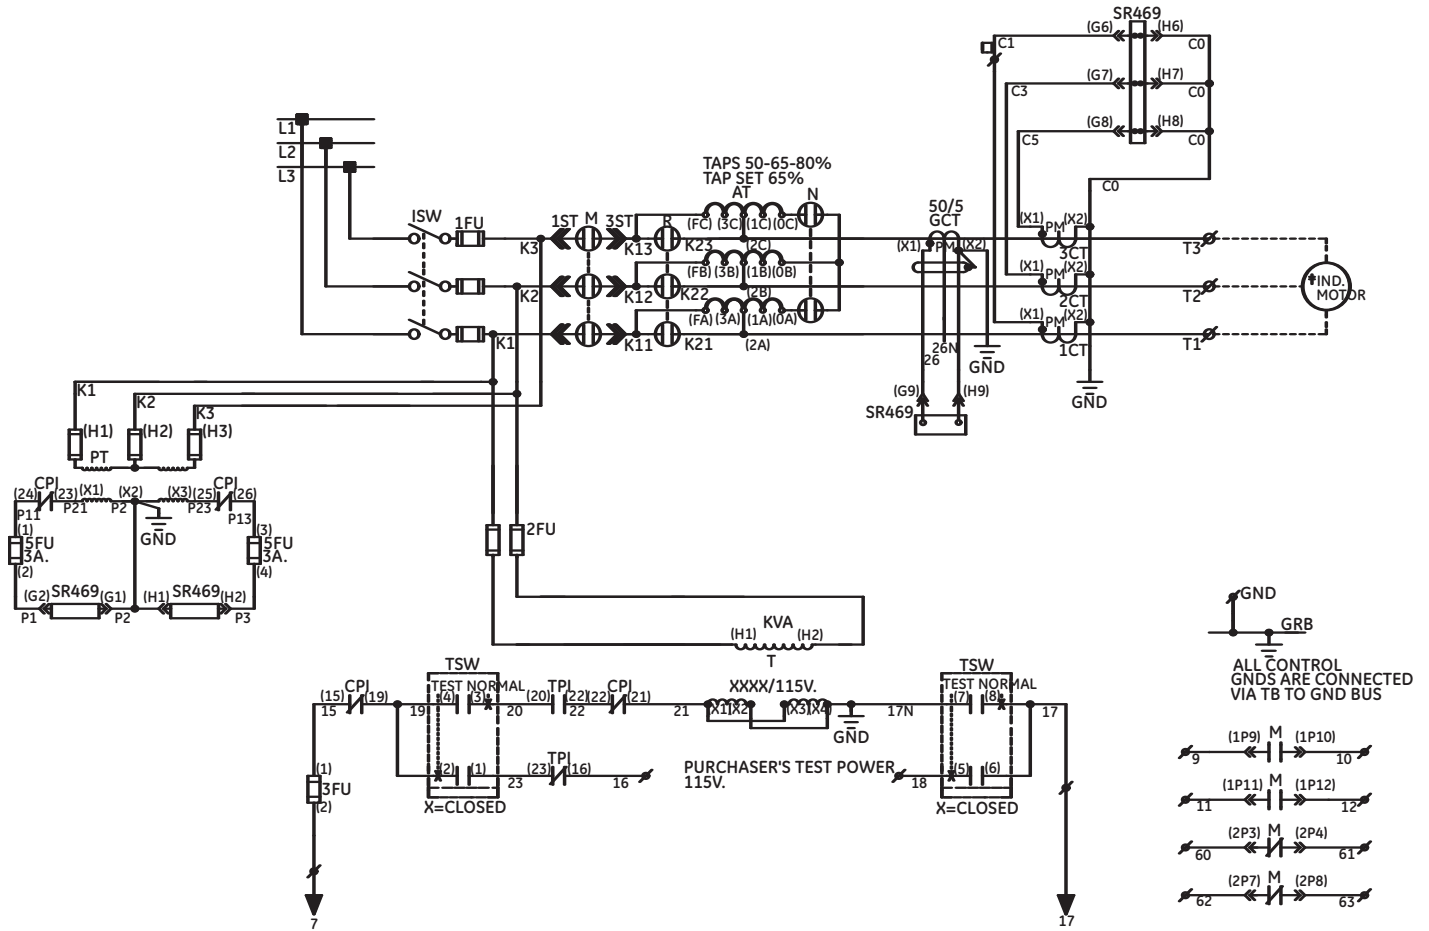 SR469
(G6) (H6)
C1 C0
(G7) (H7)
C3 C0
(G8) (H8)
C5 C0
C0
L1
L2
L3
TAPS 50-65-80%
TAP SET 65%
AT N
ISW 1FU 1ST M 3ST R
(FC) (3C) (1C) (0C)
50/5
GCT
(X1) PM (X2)
K3 K13 K23 (2C)
(X1) PM (X2)
3CT T3
(FB) (3B) (1B) (0B)
K2 K12 K22 (2B)
(X1) PM (X2)
2CT T2
*IND.
MOTOR
(FA) (3A) (1A) (0A)
K1 K11 K21 (2A)
(X1) PM (X2)
1CT T1
26N
26
GND
GND
(G9) (H9)
SR469
K1
K2
K3
(H1) (H2) (H3)
PT
CPJ CPJ
(24) (23) (X1) (X2) (X3) (25) (26)
P11 P21 P2 P23 P13
GND
(1) (3)
5FU
3A.
5FU
3A.
(2) (4)
(G2) SR469 (G1) (H1) SR469 (H2)
P1 P2 P3
2FU
KVA
(H1) (H2)
T
XXXX/115V.
TSW TSW
TEST NORMAL TEST NORMAL
CPJ TPJ CPJ
(15) (19) (4) (3) (20) (22) (22) (21) (7) (8)
15 19 20 22 21 17N 17
(X1) (X2) (X3) (X4)
GND
TPJ
(2) (1) (23) (16) (5) (6)
23 16 18
PURCHASER'S TEST POWER
115V.
X=CLOSED X=CLOSED
(1)
3FU
(2)
7 17
GND
GRB
ALL CONTROL
GNDS ARE CONNECTED
VIA TB TO GND BUS
(1P9) M (1P10)
9 10
(1P11) M (1P12)
11 12
(2P3) M (2P4)
60 61
(2P7) M (2P8)
62 63